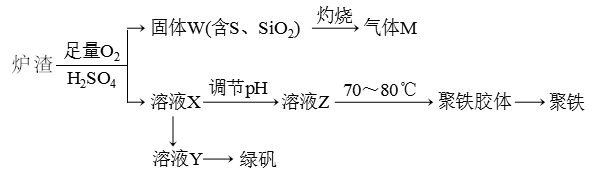 炉渣 足量O₂ H₂SO₄
固体W(含S、SiO₂) 灼烧 气体M
溶液X 调节pH 溶液Z 70～80℃ 聚铁胶体 聚铁
溶液Y 绿矾